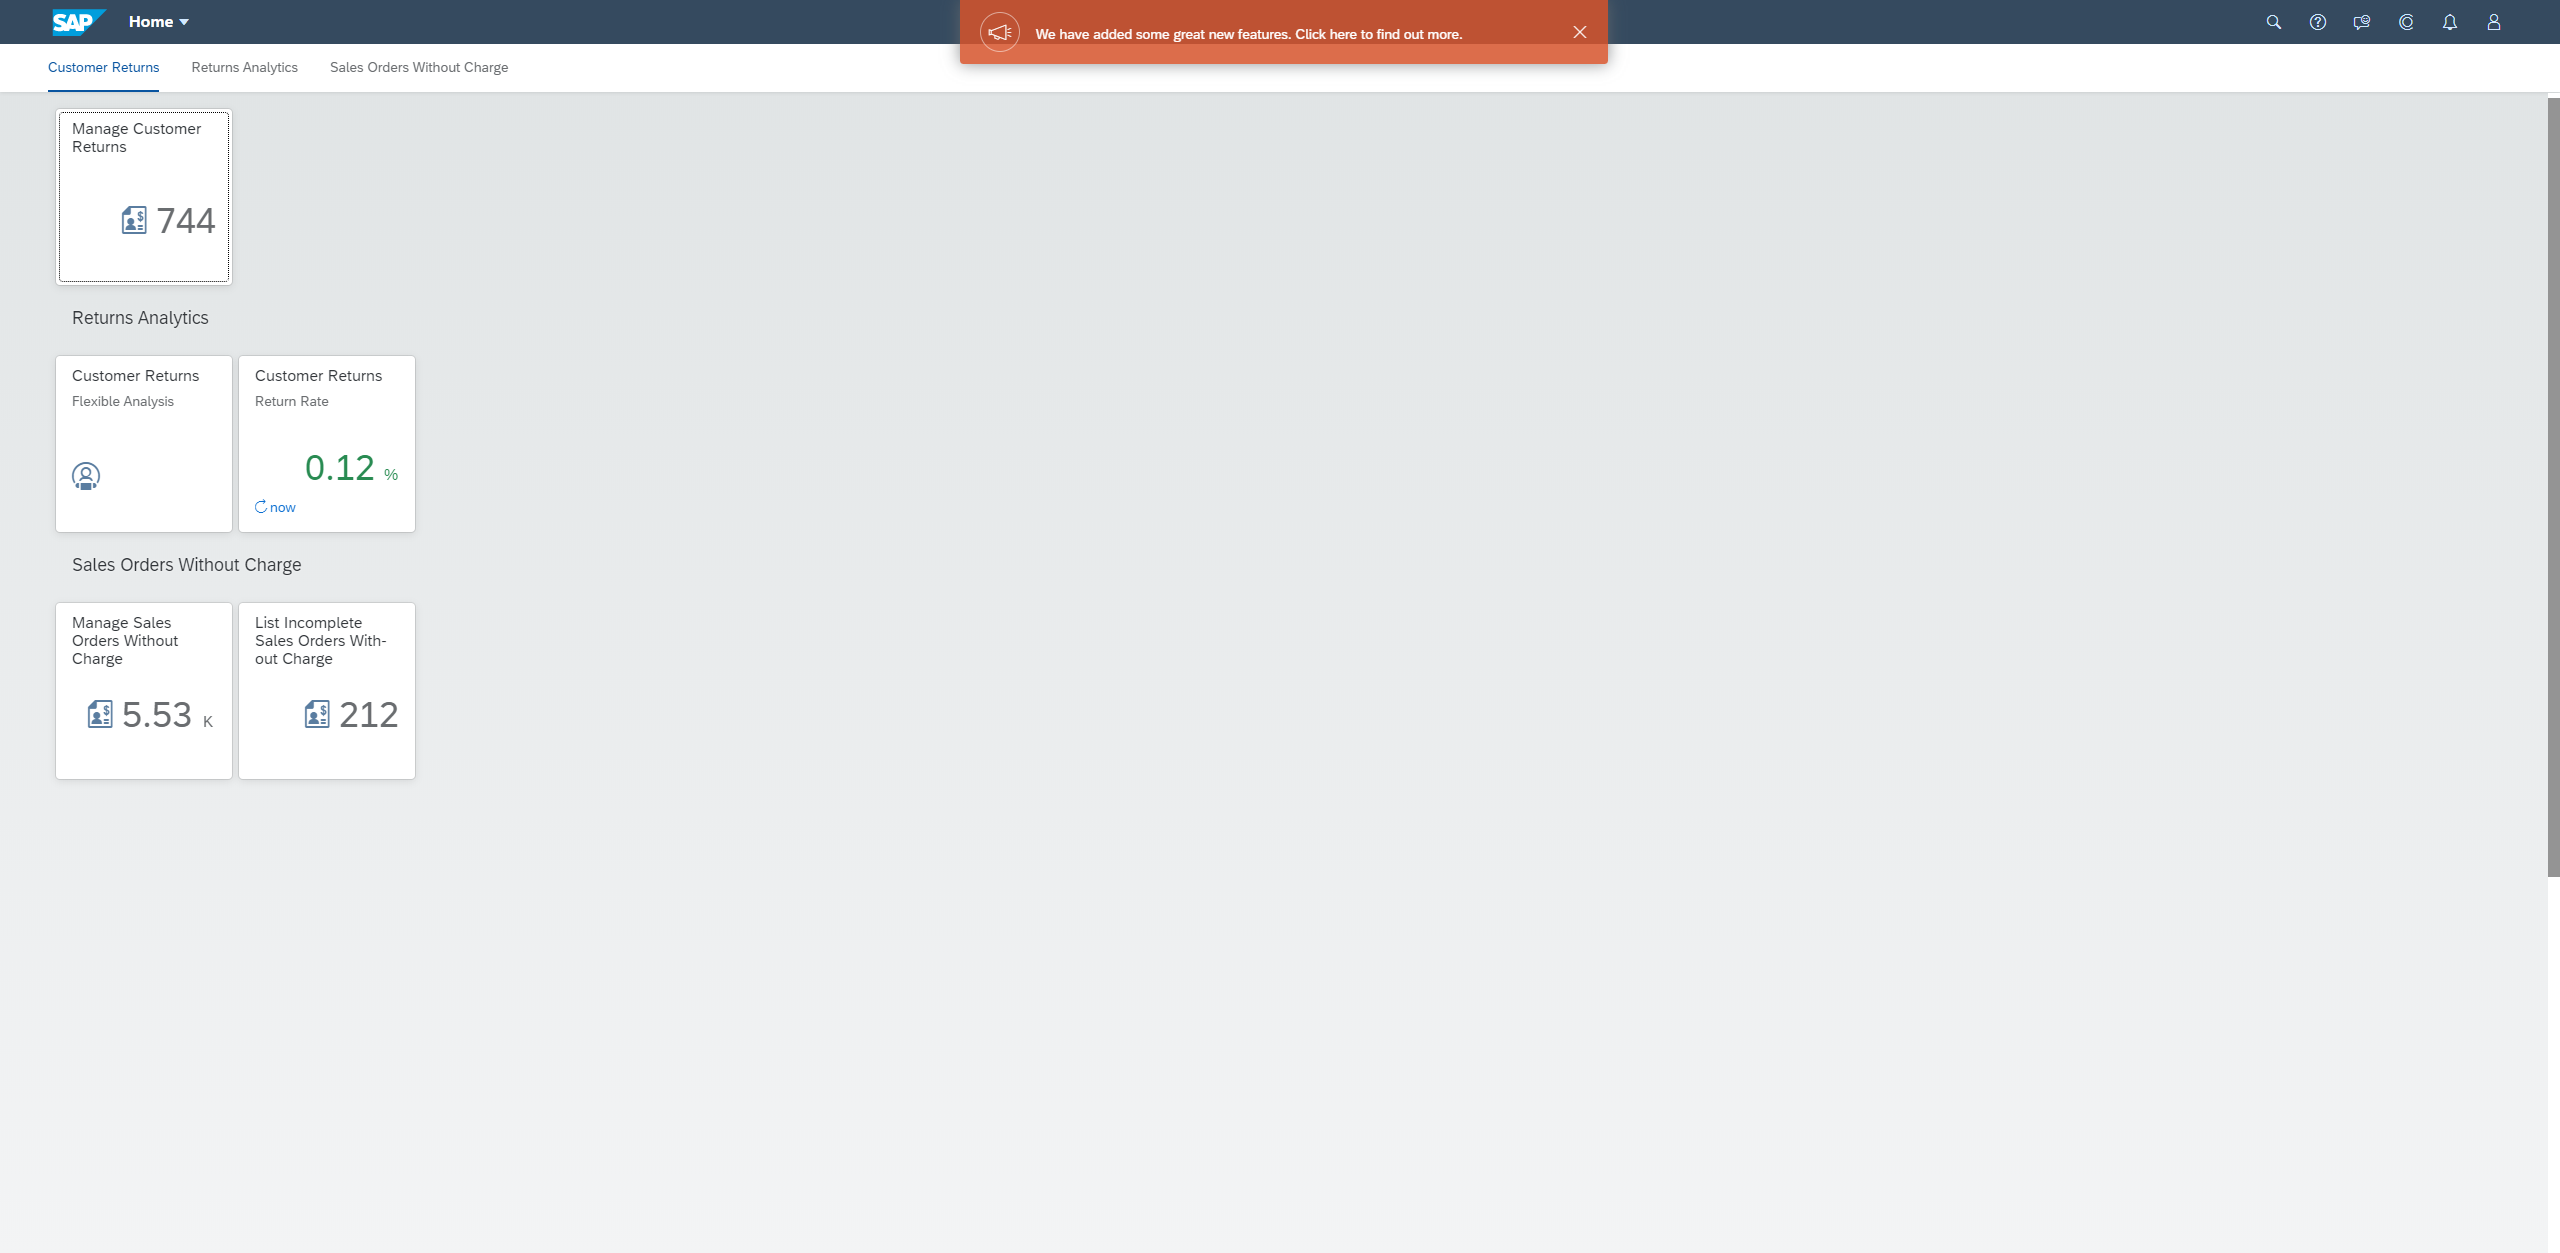 SAP
Home
We have added some great new features. Click here to find out more.
Customer Returns
Returns Analytics
Sales Orders Without Charge
Manage Customer
Returns
744
Returns Analytics
Customer Returns
Flexible Analysis
Customer Returns
Return Rate
0.12 %
now
Sales Orders Without Charge
Manage Sales
Orders Without
Charge
5.53 K
List Incomplete
Sales Orders With-
out Charge
212